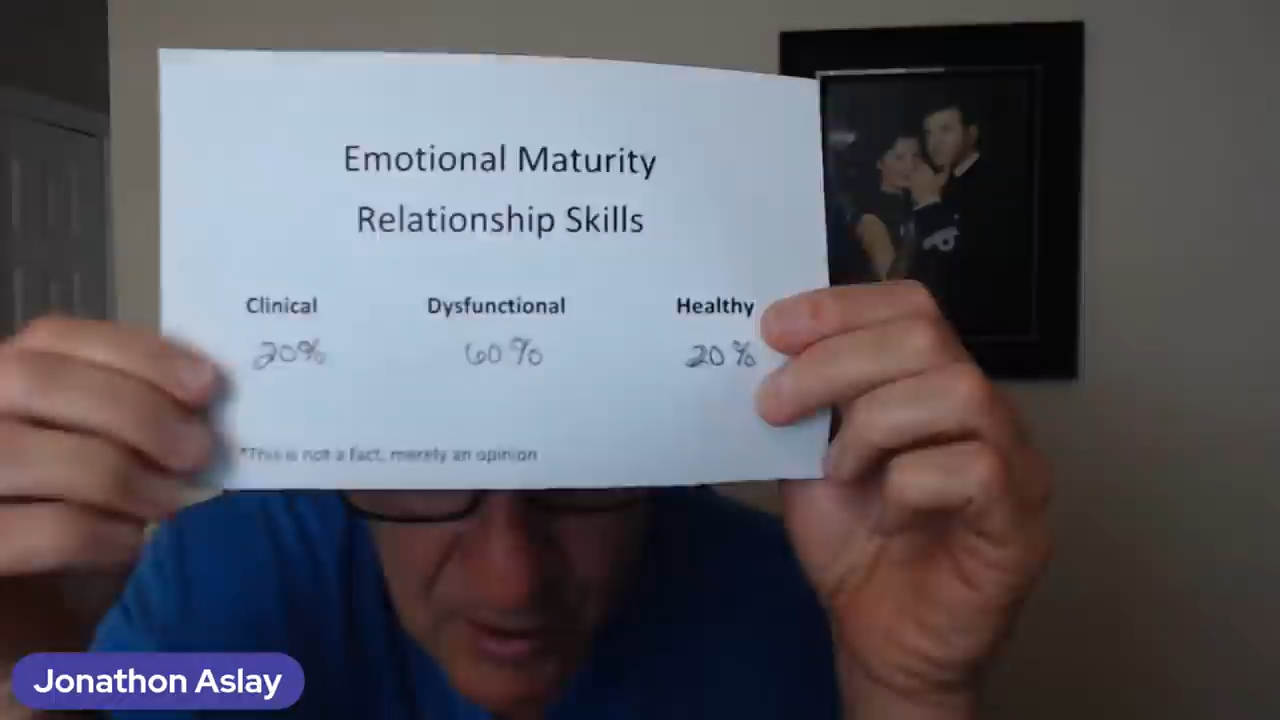 Emotional Maturity
Relationship Skills
Clinical Dysfunctional Healthy
20% 60% 20%
*This is not a fact, merely an opinion
Jonathon Aslay